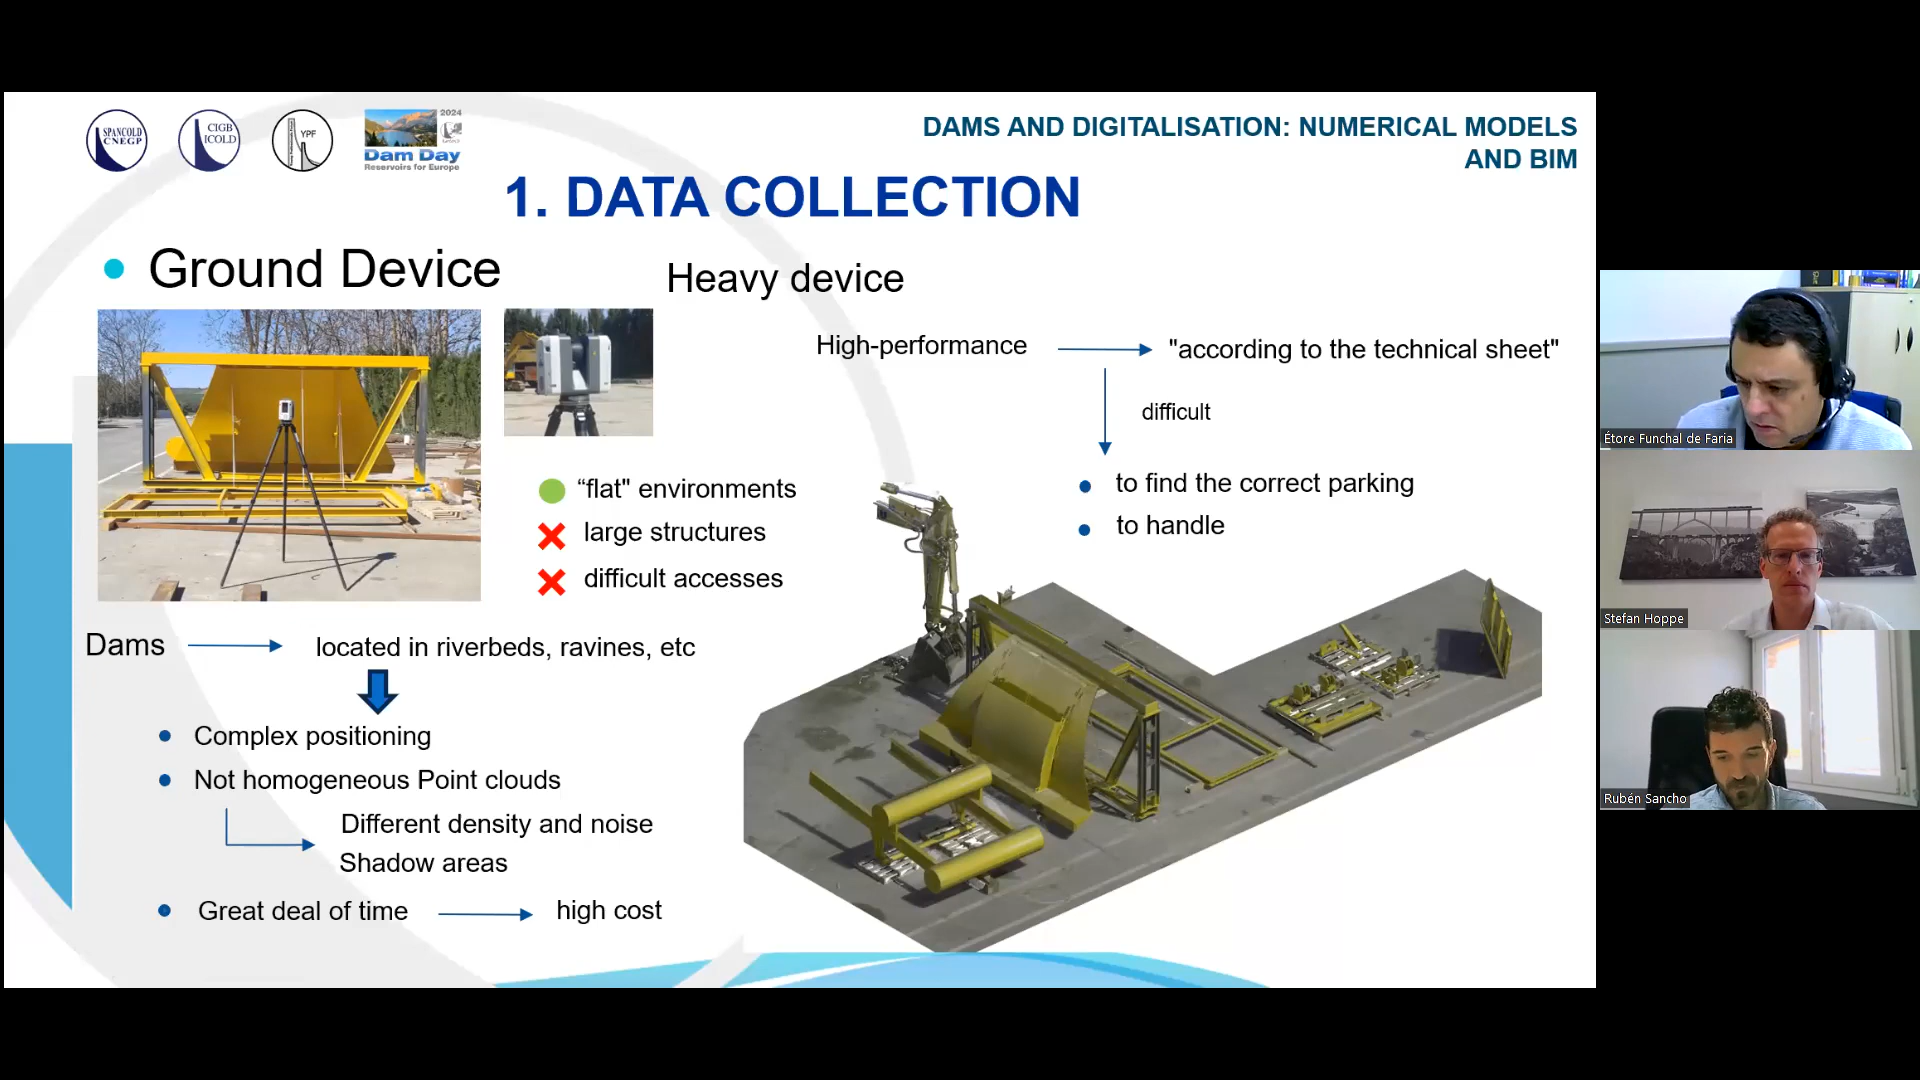 SPANCOLD
CNEGP
CIGB
ICOLD
YPF
2024
Dam Day
Reservoirs for Europe
DAMS AND DIGITALISATION: NUMERICAL MODELS
AND BIM
1. DATA COLLECTION
Ground Device
Heavy device
High-performance
"according to the technical sheet"
difficult
to find the correct parking
to handle
“flat" environments
large structures
difficult accesses
Dams
located in riverbeds, ravines, etc
Complex positioning
Not homogeneous Point clouds
Different density and noise
Shadow areas
Great deal of time
high cost
Étore Funchal de Faria
Stefan Hoppe
Rubén Sancho